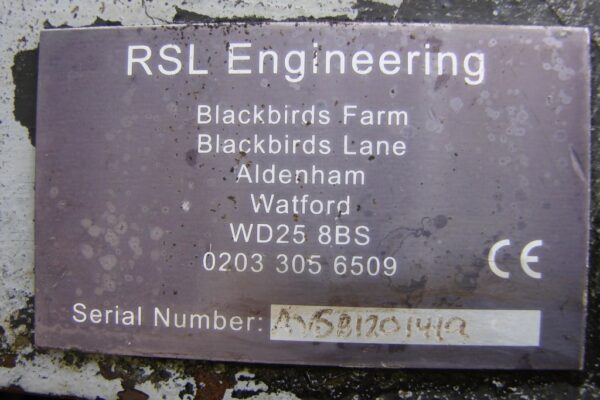 RSL Engineering
Blackbirds Farm
Blackbirds Lane
Aldenham
Watford
WD25 8BS
0203 305 6509
CE
Serial Number: